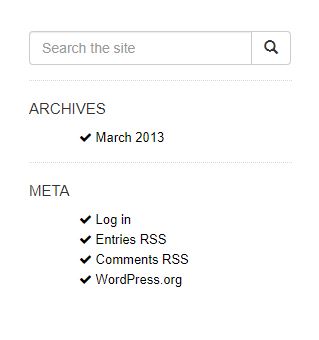 Search the site
ARCHIVES
March 2013
META
Log in
Entries RSS
Comments RSS
WordPress.org